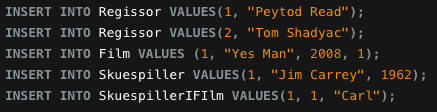 INSERT INTO Regissor VALUES(1, "Peytod Read");
INSERT INTO Regissor VALUES(2, "Tom Shadyac");
INSERT INTO Film VALUES (1, "Yes Man", 2008, 1);
INSERT INTO Skuespiller VALUES(1, "Jim Carrey", 1962);
INSERT INTO SkuespillerIFIlm VALUES(1, 1, "Carl");